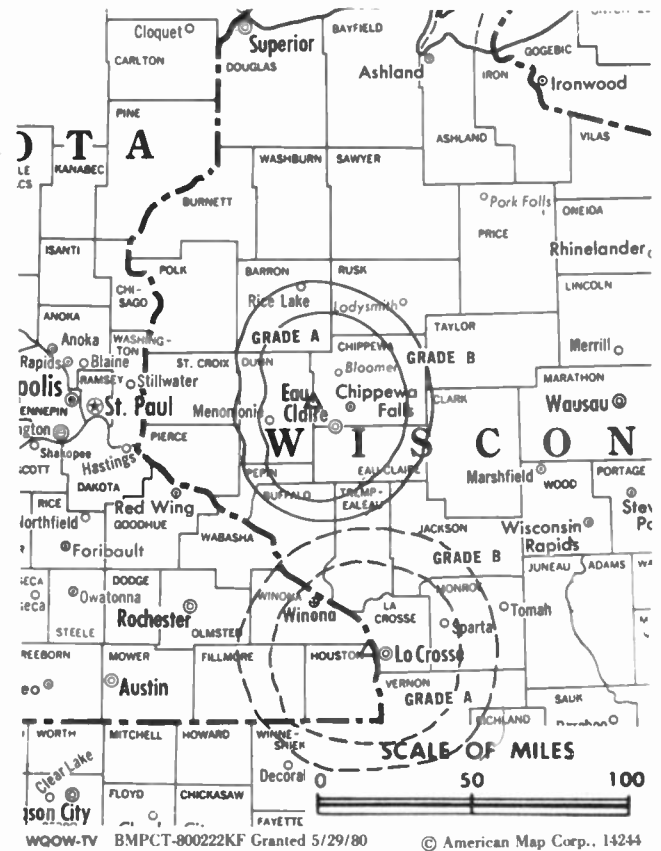 Cloquet
Superior
BAYFIELD
CARLTON
DOUGLAS
Ashland
IRON
GOGEBIC
Ironwood
PINE
VILAS
O T A
KANABEC
WASHBURN
SAWYER
ASHLAND
BURNETT
Park Falls
ONEIDA
PRICE
ISANTI
Rhinelander
POLK
BARRON
RUSK
LINCOLN
CHI-
SAGO
Rice Lake
Ladysmith
ANOKA
TAYLOR
WASHING-
TON
GRADE A
CHIPPEWA
GRADE B
Merrill
Anoka
Rapids
Blaine
ST. CROIX
DUNN
Bloomer
MARATHON
RAMSEY
Stillwater
polis
ENNEPIN
St. Paul
Eau
Claire
Chippewa
Falls
CLARK
Wausau
Menomonie
ington
Shakopee
PIERCE
W I S C O N
SCOTT
Hastings
PEPIN
EAU CLAIRE
Marshfield
WOOD
PORTAGE
DAKOTA
BUFFALO
TREMP-
EALEAU
RICE
Red Wing
Northfield
GOODHUE
WABASHA
JACKSON
Wisconsin
Rapids
Faribault
GRADE B
DODGE
JUNEAU
ADAMS
Owatonna
WINONA
MONROE
Rochester
Winona
LA
CROSSE
Tomah
STEELE
OLMSTED
Sparta
REEBORN
MOWER
FILLMORE
HOUSTON
La Crosse
Austin
VERNON
GRADE A
SAUK
RICHLAND
WORTH
MITCHELL
HOWARD
WINNE-
SHIEK
SCALE OF MILES
Clear Lake
Decorah
0 50 100
FLOYD
CHICKASAW
son City
FAYETTE
WQOW-TV BMPCT-800222KF Granted 5/29/80 © American Map Corp., 14244